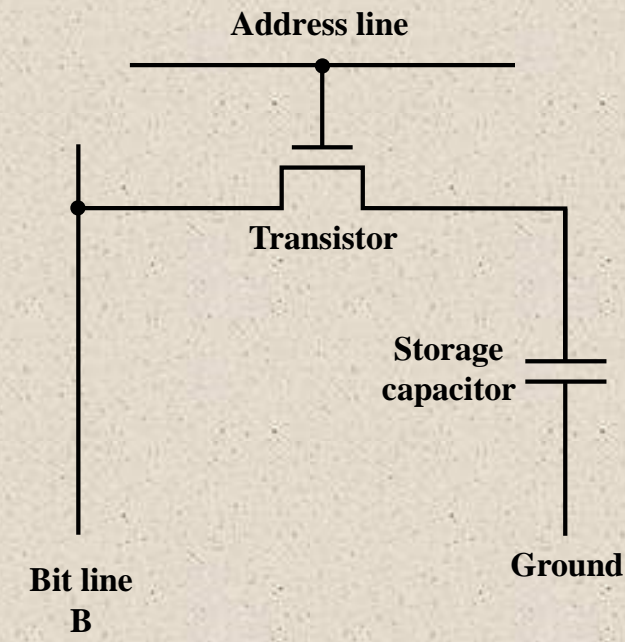 Address line
Transistor
Storage
capacitor
Ground
Bit line
B